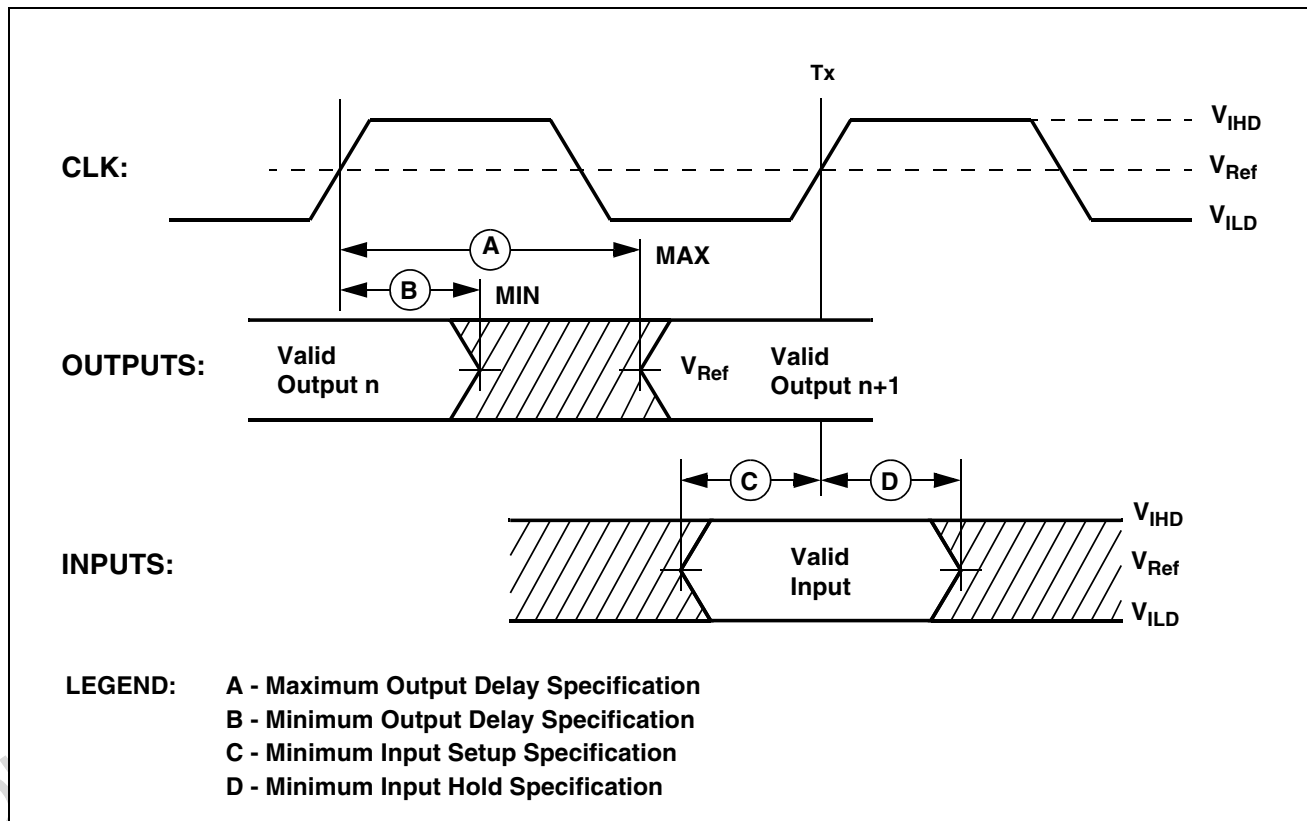 Tx
V_IHD
CLK:
V_Ref
V_ILD
A
MAX
B
MIN
OUTPUTS:
Valid
Output n
V_Ref
Valid
Output n+1
C
D
V_IHD
INPUTS:
Valid
Input
V_Ref
V_ILD
LEGEND:
A - Maximum Output Delay Specification
B - Minimum Output Delay Specification
C - Minimum Input Setup Specification
D - Minimum Input Hold Specification